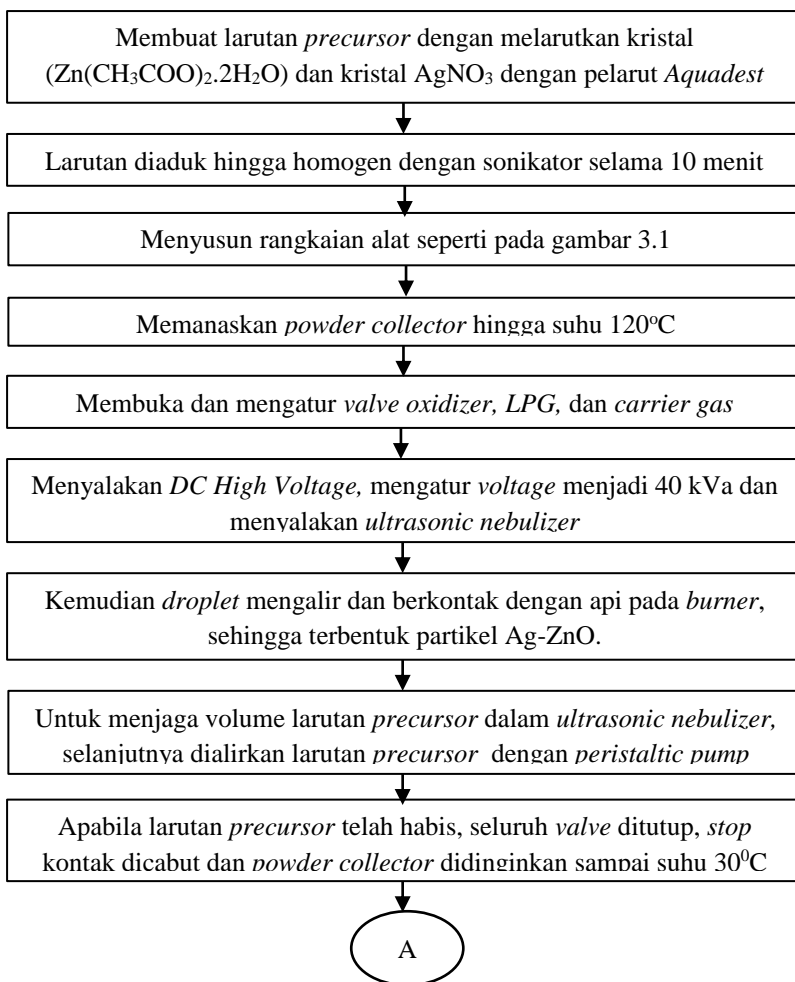 Membuat larutan precursor dengan melarutkan kristal
(Zn(CH₃COO)₂.2H₂O) dan kristal AgNO₃ dengan pelarut Aquadest
Larutan diaduk hingga homogen dengan sonikator selama 10 menit
Menyusun rangkaian alat seperti pada gambar 3.1
Memanaskan powder collector hingga suhu 120ᵒC
Membuka dan mengatur valve oxidizer, LPG, dan carrier gas
Menyalakan DC High Voltage, mengatur voltage menjadi 40 kVa dan
menyalakan ultrasonic nebulizer
Kemudian droplet mengalir dan berkontak dengan api pada burner,
sehingga terbentuk partikel Ag-ZnO.
Untuk menjaga volume larutan precursor dalam ultrasonic nebulizer,
selanjutnya dialirkan larutan precursor dengan peristaltic pump
Apabila larutan precursor telah habis, seluruh valve ditutup, stop
kontak dicabut dan powder collector didinginkan sampai suhu 30⁰C
A